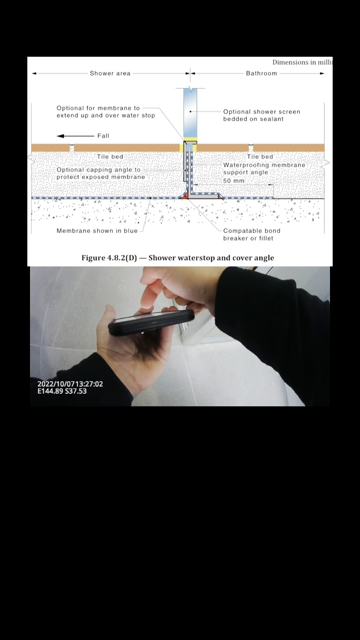 Dimensions in milli
Shower area
Bathroom
Optional for membrane to
extend up and over water stop
Optional shower screen
bedded on sealant
Fall
Tile bed
Tile bed
Optional capping angle to
protect exposed membrane
Waterproofing membrane
support angle
50 mm
Membrane shown in blue
Compatable bond
breaker or fillet
Figure 4.8.2(D) — Shower waterstop and cover angle
2022/10/07 13:27:02
E144.89 S37.53